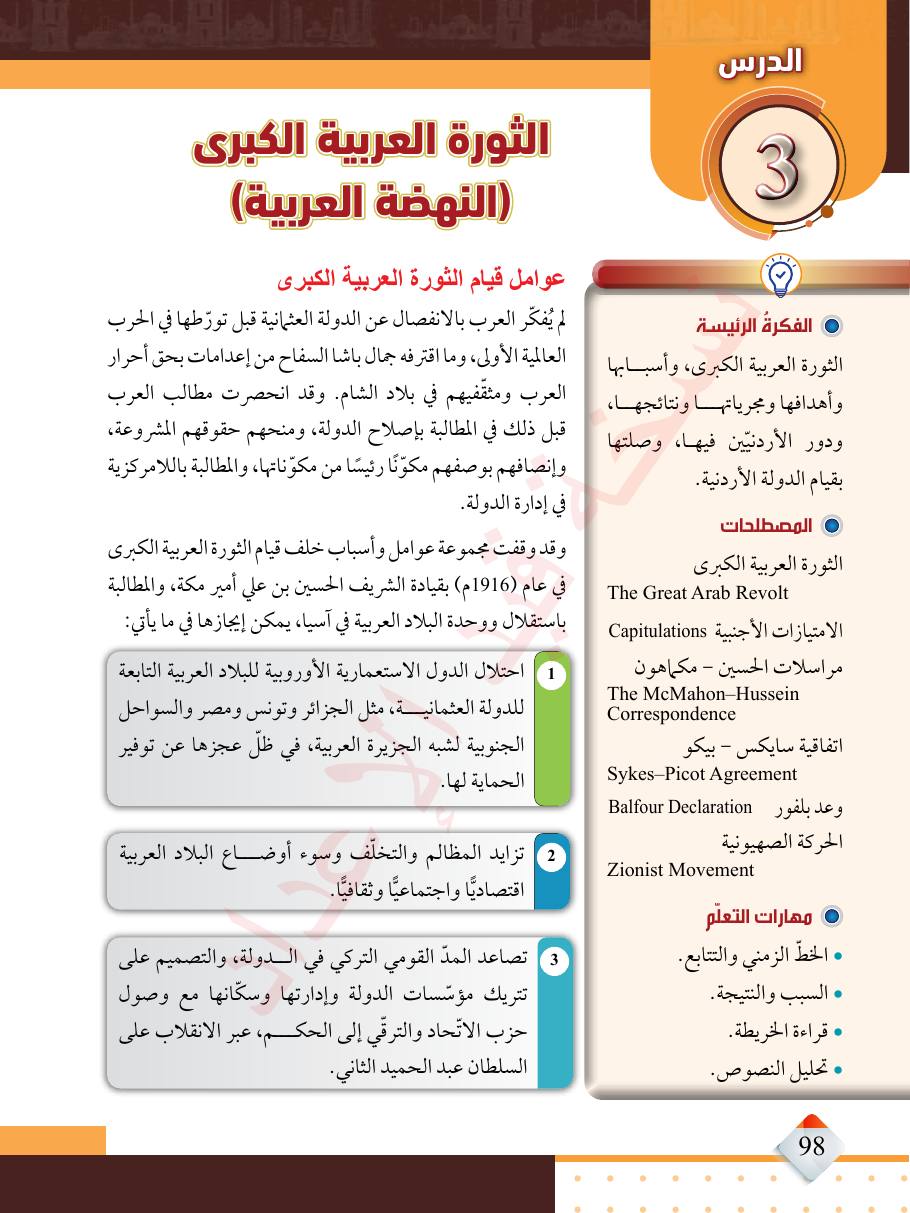 الدرس
3
الثورة العربية الكبرى
(النهضة العربية)
الفكرةُ الرئيسة
الثورة العربية الكبرى، وأسبــابها
وأهدافها ومجرياتهــا ونتائجهــا،
ودور الأردنيّين فيهــا، وصلتها
بقيام الدولة الأردنية.
المصطلحات
الثورة العربية الكبرى
The Great Arab Revolt
الامتيازات الأجنبية Capitulations
مراسلات الحسين – مكماهون
The McMahon–Hussein
Correspondence
اتفاقية سايكس – بيكو
Sykes–Picot Agreement
وعد بلفور Balfour Declaration
الحركة الصهيونية
Zionist Movement
مهارات التعلّم
• الخطّ الزمني والتتابع.
• السبب والنتيجة.
• قراءة الخريطة.
• تحليل النصوص.
عوامل قيام الثورة العربية الكبرى
لم يُفكّر العرب بالانفصال عن الدولة العثمانية قبل تورّطها في الحرب
العالمية الأولى، وما اقترفه جمال باشا السفاح من إعدامات بحق أحرار
العرب ومثقّفيهم في بلاد الشام. وقد انحصرت مطالب العرب
قبل ذلك في المطالبة بإصلاح الدولة، ومنحهم حقوقهم المشروعة،
وإنصافهم بوصفهم مكوّنًا رئيسًا من مكوّناتها، والمطالبة باللامركزية
في إدارة الدولة.
وقد وقفت مجموعة عوامل وأسباب خلف قيام الثورة العربية الكبرى
في عام (1916م) بقيادة الشريف الحسين بن علي أمير مكة، والمطالبة
باستقلال ووحدة البلاد العربية في آسيا، يمكن إيجازها في ما يأتي:
1
احتلال الدول الاستعمارية الأوروبية للبلاد العربية التابعة
للدولة العثمانيــة، مثل الجزائر وتونس ومصر والسواحل
الجنوبية لشبه الجزيرة العربية، في ظلّ عجزها عن توفير
الحماية لها.
2
تزايد المظالم والتخلّف وسوء أوضــاع البلاد العربية
اقتصاديًّا واجتماعيًّا وثقافيًّا.
3
تصاعد المدّ القومي التركي في الــدولة، والتصميم على
تتريك مؤسّسات الدولة وإدارتها وسكّانها مع وصول
حزب الاتّحاد والترقّي إلى الحكــم، عبر الانقلاب على
السلطان عبد الحميد الثاني.
98